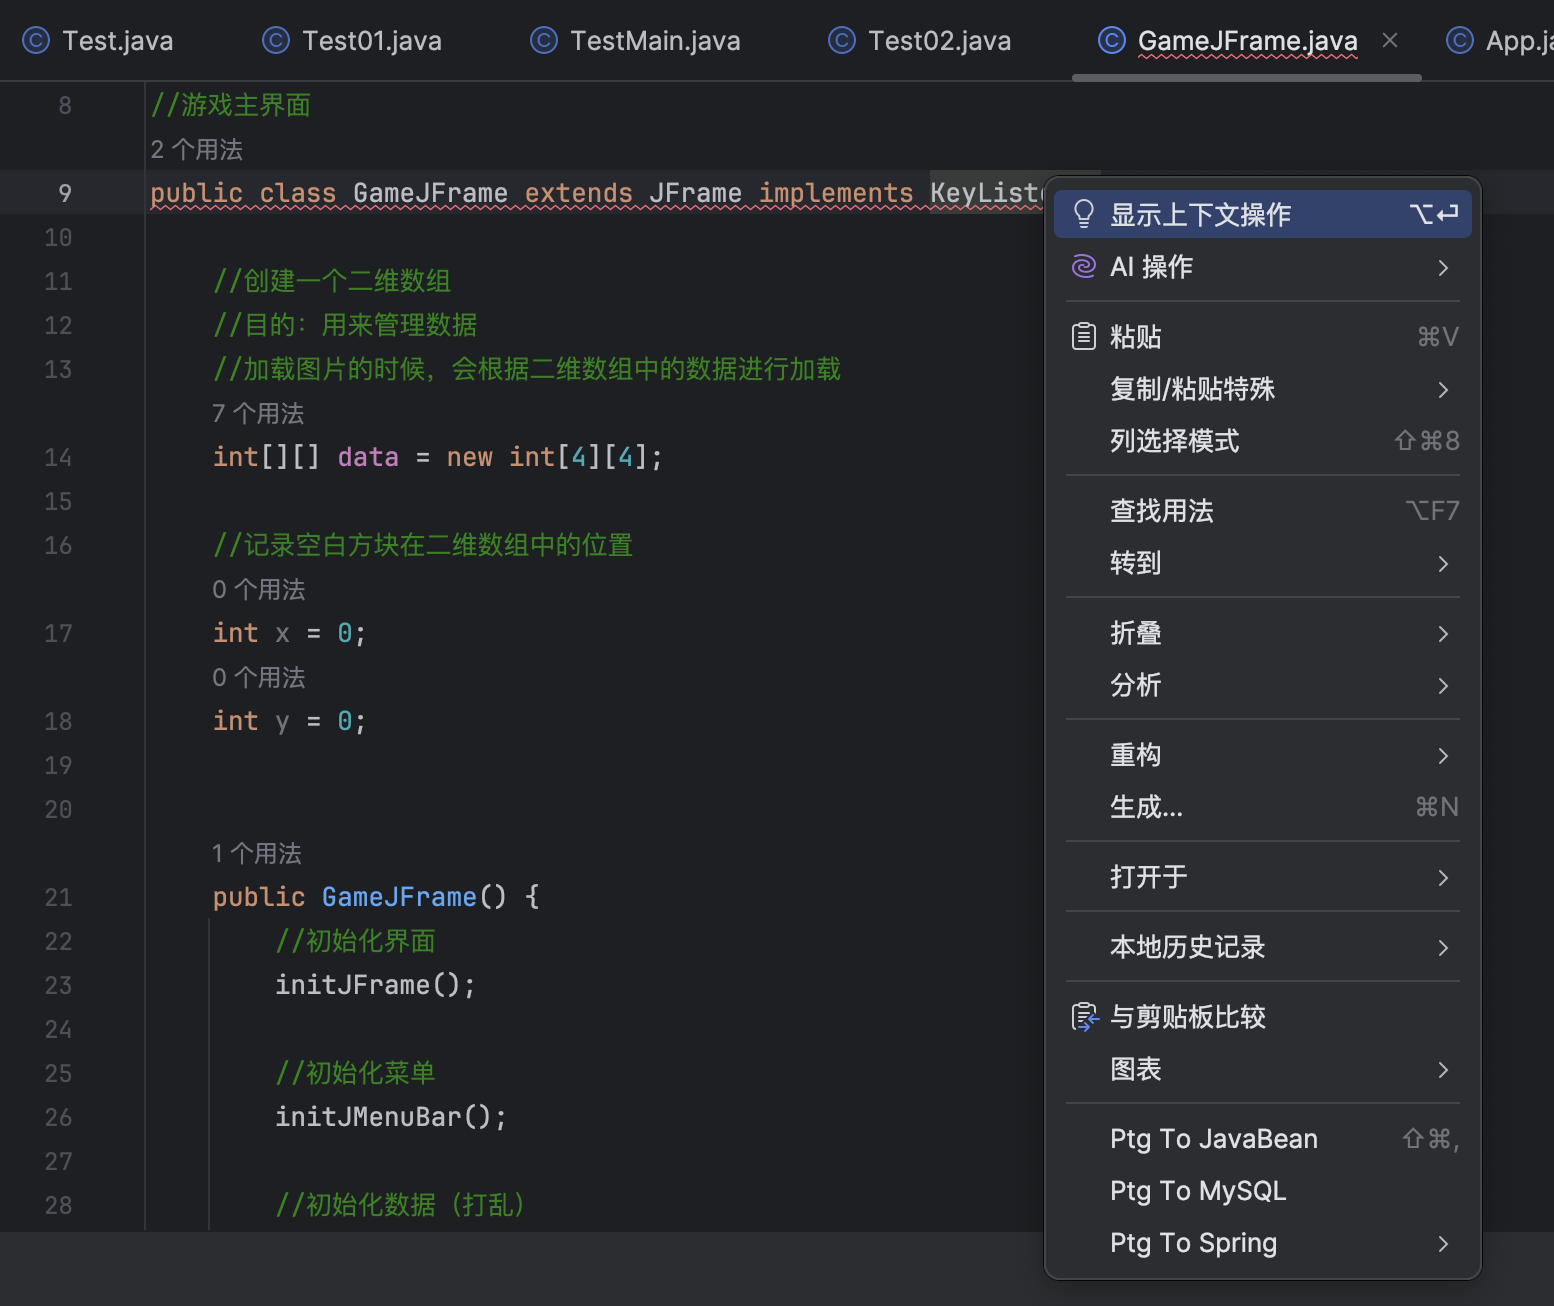 Test.java Test01.java TestMain.java Test02.java GameJFrame.java App.ja
8 //游戏主界面
2 个用法
9 public class GameJFrame extends JFrame implements KeyListe
10
11 //创建一个二维数组
12 //目的：用来管理数据
13 //加载图片的时候，会根据二维数组中的数据进行加载
7 个用法
14 int[][] data = new int[4][4];
15
16 //记录空白方块在二维数组中的位置
0 个用法
17 int x = 0;
0 个用法
18 int y = 0;
19
20
1 个用法
21 public GameJFrame() {
22 //初始化界面
23 initJFrame();
24
25 //初始化菜单
26 initJMenuBar();
27
28 //初始化数据（打乱）
显示上下文操作 ⌥⏎
AI 操作
粘贴 ⌘V
复制/粘贴特殊
列选择模式 ⇧⌘8
查找用法 ⌥F7
转到
折叠
分析
重构
生成... ⌘N
打开于
本地历史记录
与剪贴板比较
图表
Ptg To JavaBean ⇧⌘,
Ptg To MySQL
Ptg To Spring